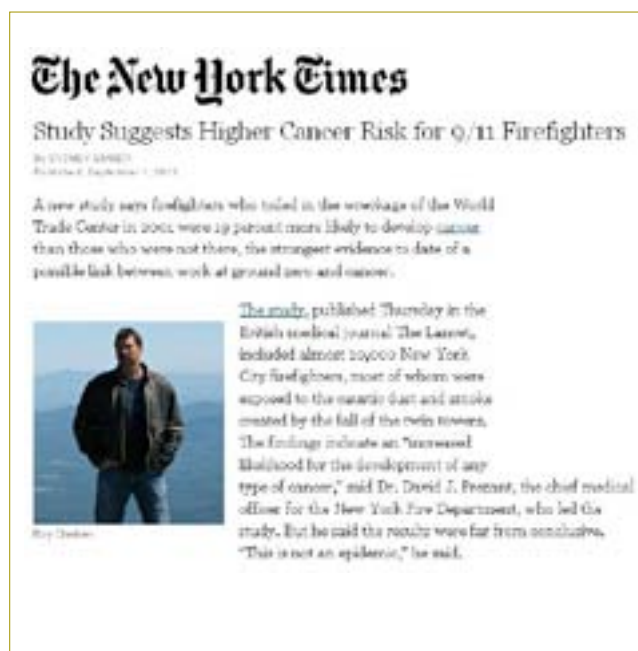 The New York Times
Study Suggests Higher Cancer Risk for 9/11 Firefighters
By SYDNEY EMBER
Published: September 1, 2011
A new study says firefighters who toiled in the wreckage of the World
Trade Center in 2001 were 19 percent more likely to develop cancer
than those who were not there, the strongest evidence to date of a
possible link between work at ground zero and cancer.
The study, published Thursday in the
British medical journal The Lancet,
included almost 10,000 New York
City firefighters, most of whom were
exposed to the caustic dust and smoke
created by the fall of the twin towers.
The findings indicate an "increased
likelihood for the development of any
type of cancer," said Dr. David J. Prezant, the chief medical
officer for the New York Fire Department, who led the
study. But he said the results were far from conclusive.
"This is not an epidemic," he said.